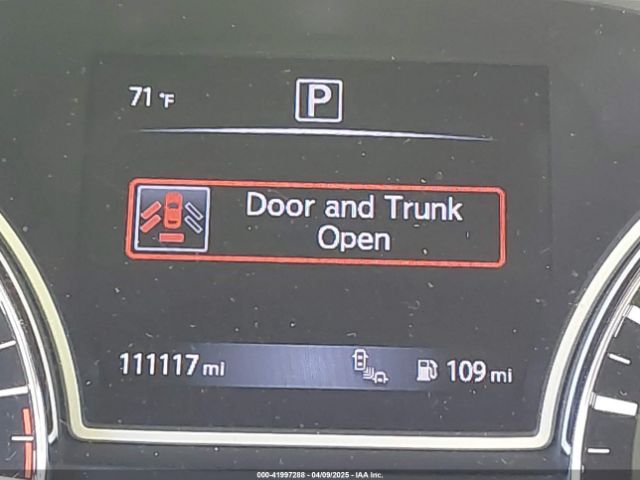 71 °F
P
Door and Trunk
Open
111117 mi
109 mi
000-41997288 - 04/09/2025 - IAA Inc.